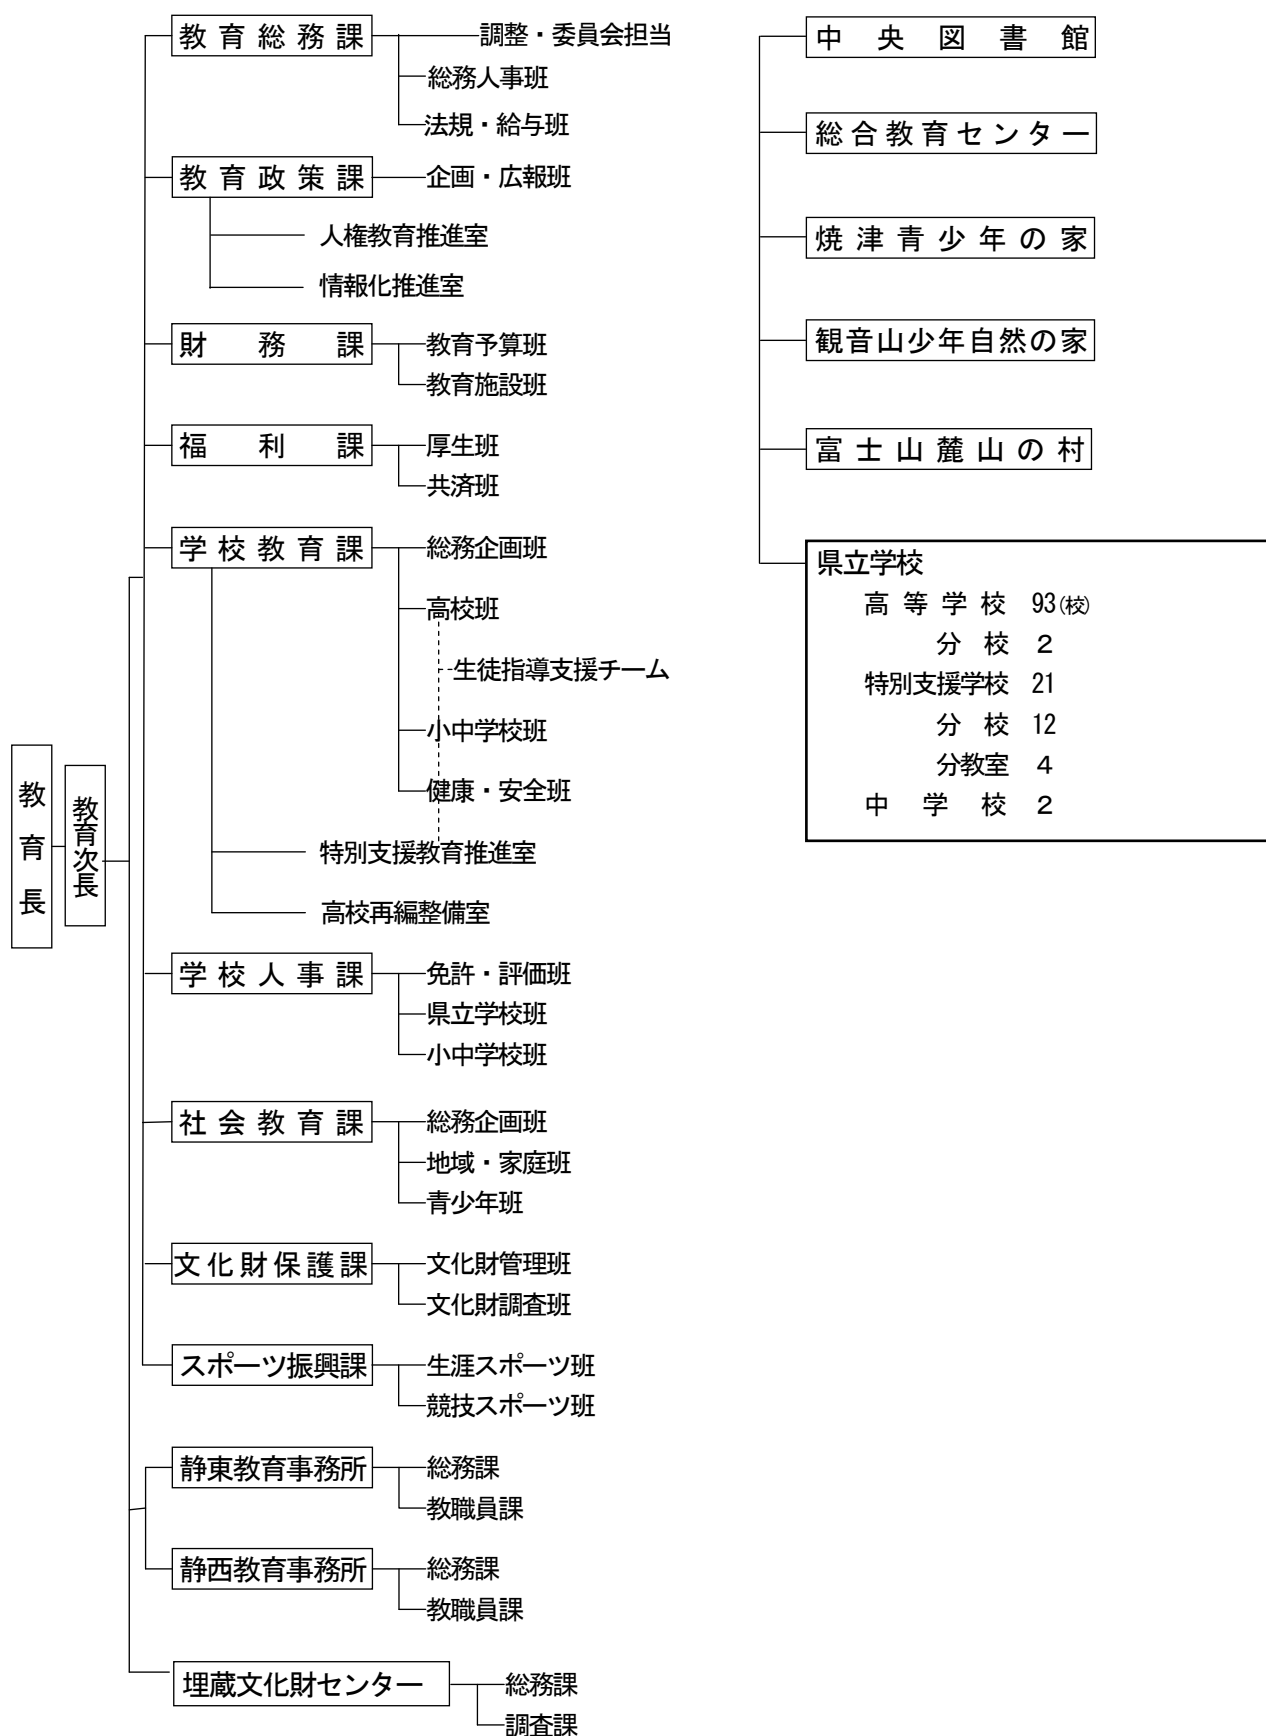 教育長
教育次長
教育総務課
調整・委員会担当
総務人事班
法規・給与班
教育政策課
企画・広報班
人権教育推進室
情報化推進室
財務課
教育予算班
教育施設班
福利課
厚生班
共済班
学校教育課
総務企画班
高校班
生徒指導支援チーム
小中学校班
健康・安全班
特別支援教育推進室
高校再編整備室
学校人事課
免許・評価班
県立学校班
小中学校班
社会教育課
総務企画班
地域・家庭班
青少年班
文化財保護課
文化財管理班
文化財調査班
スポーツ振興課
生涯スポーツ班
競技スポーツ班
静東教育事務所
総務課
教職員課
静西教育事務所
総務課
教職員課
埋蔵文化財センター
総務課
調査課
中央図書館
総合教育センター
焼津青少年の家
観音山少年自然の家
富士山麓山の村
県立学校
高等学校 93(校)
分校 2
特別支援学校 21
分校 12
分教室 4
中学校 2